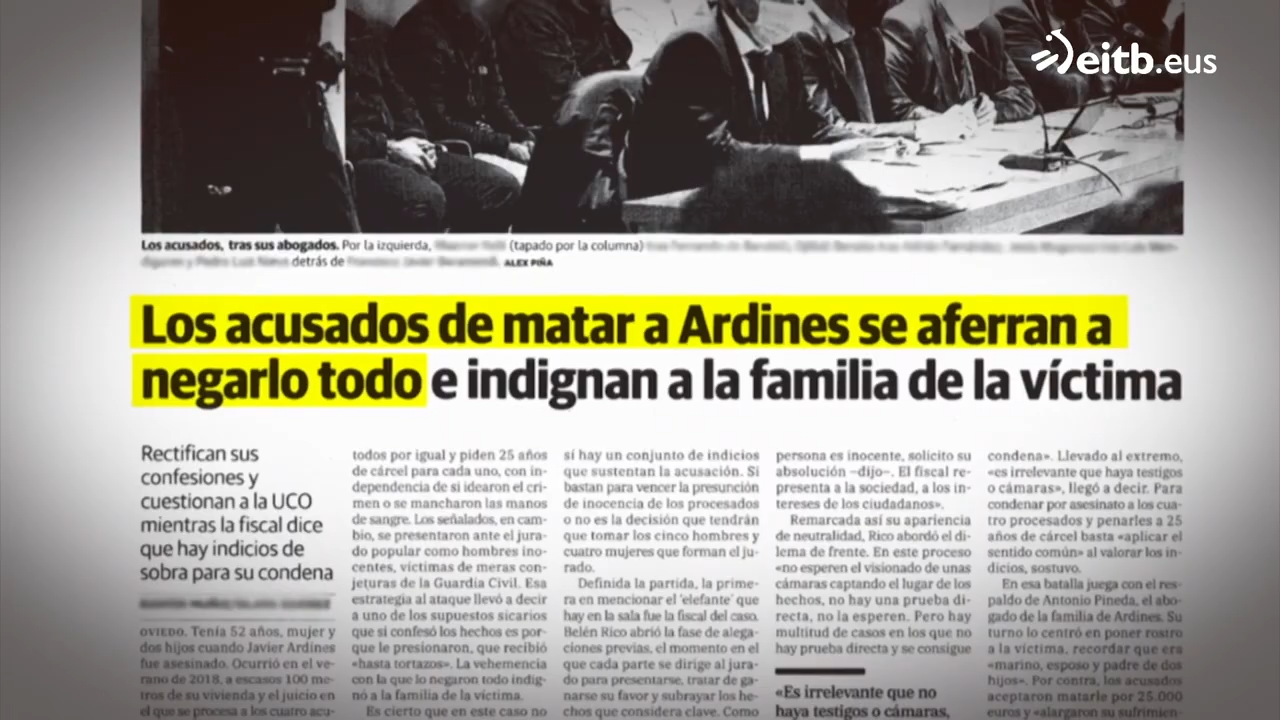 eitb.eus
Los acusados, tras sus abogados. Por la izquierda, (tapado por la columna)
detrás de ALEX PIÑA
Los acusados de matar a Ardines se aferran a
negarlo todo e indignan a la familia de la víctima
Rectifican sus
confesiones y
cuestionan a la UCO
mientras la fiscal dice
que hay indicios de
sobra para su condena
OVIEDO. Tenía 52 años, mujer y
dos hijos cuando Javier Ardines
fue asesinado. Ocurrió en el ve-
rano de 2018, a escasos 100 me-
tros de su vivienda y el juicio en
el que se procesa a los cuatro acu-
todos por igual y piden 25 años
de cárcel para cada uno, con in-
dependencia de si idearon el cri-
men o se mancharon las manos
de sangre. Los señalados, en cam-
bio, se presentaron ante el jura-
do popular como hombres ino-
centes, víctimas de meras con-
jeturas de la Guardia Civil. Esa
estrategia al ataque llevó a decir
a uno de los supuestos sicarios
que si confesó los hechos es por-
que le presionaron, que recibió
«hasta tortazos». La vehemencia
con la que lo negaron todo indig-
nó a la familia de la víctima.
Es cierto que en este caso no
sí hay un conjunto de indicios
que sustentan la acusación. Si
bastan para vencer la presunción
de inocencia de los procesados
o no es la decisión que tendrán
que tomar los cinco hombres y
cuatro mujeres que forman el ju-
rado.
Definida la partida, la prime-
ra en mencionar el 'elefante' que
hay en la sala fue la fiscal del caso.
Belén Rico abrió la fase de alega-
ciones previas, el momento en el
que cada parte se dirige al jura-
do para presentarse, tratar de ga-
narse su favor y subrayar los he-
chos que considera clave. Como
persona es inocente, solicito su
absolución –dijo–. El fiscal re-
presenta a la sociedad, a los in-
tereses de los ciudadanos».
Remarcada así su apariencia
de neutralidad, Rico abordó el di-
lema de frente. En este proceso
«no esperen el visionado de unas
cámaras captando el lugar de los
hechos, no hay una prueba di-
recta, no la esperen. Pero hay
multitud de casos en los que no
hay prueba directa y se consigue
«Es irrelevante que no
haya testigos o cámaras,
condena». Llevado al extremo,
«es irrelevante que haya testigos
o cámaras», llegó a decir. Para
condenar por asesinato a los cua-
tro procesados y penarles a 25
años de cárcel basta «aplicar el
sentido común» al valorar los in-
dicios, sostuvo.
En esa batalla juega con el res-
paldo de Antonio Pineda, el abo-
gado de la familia de Ardines. Su
turno lo centró en poner rostro
a la víctima, recordar que era
«marino, esposo y padre de dos
hijos». Por contra, los acusados
aceptaron matarle por 25.000
euros y «alargaron su sufrimien-